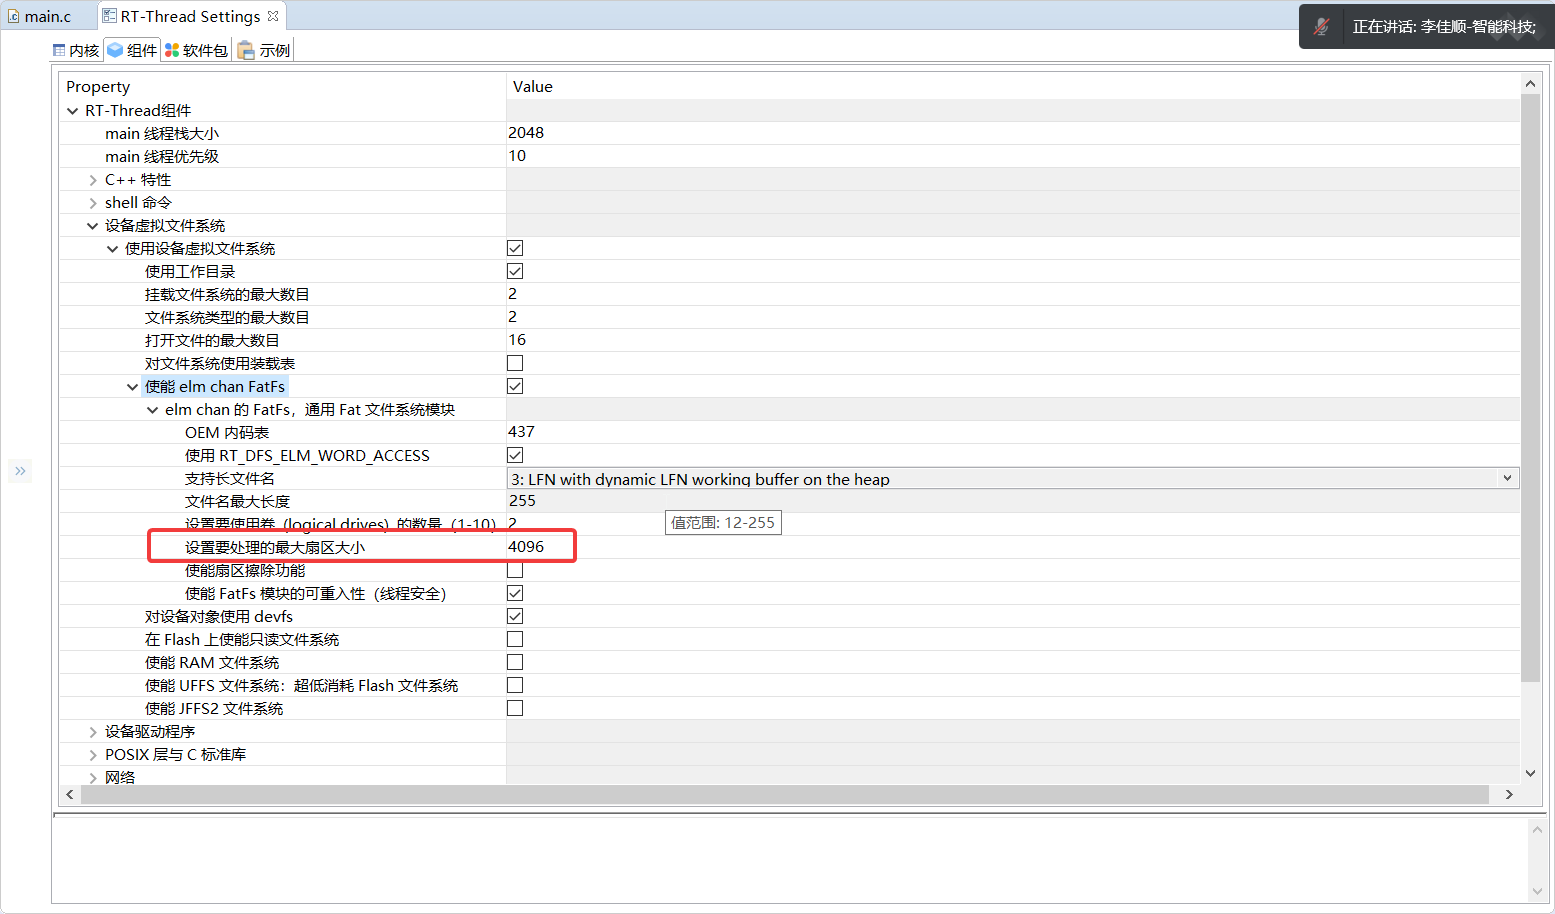 main.c
RT-Thread Settings
正在讲话: 李佳顺-智能科技;
内核 组件 软件包 示例
Property Value
RT-Thread组件
main 线程栈大小 2048
main 线程优先级 10
C++ 特性
shell 命令
设备虚拟文件系统
使用设备虚拟文件系统
使用工作目录
挂载文件系统的最大数目 2
文件系统类型的最大数目 2
打开文件的最大数目 16
对文件系统使用装载表
使能 elm chan FatFs
elm chan 的 FatFs，通用 Fat 文件系统模块
OEM 内码表 437
使用 RT_DFS_ELM_WORD_ACCESS
支持长文件名 3: LFN with dynamic LFN working buffer on the heap
文件名最大长度 255
设置要使用卷（logical drives）的数量（1-10） 2
值范围: 12-255
设置要处理的最大扇区大小 4096
使能扇区擦除功能
使能 FatFs 模块的可重入性（线程安全）
对设备对象使用 devfs
在 Flash 上使能只读文件系统
使能 RAM 文件系统
使能 UFFS 文件系统：超低消耗 Flash 文件系统
使能 JFFS2 文件系统
设备驱动程序
POSIX 层与 C 标准库
网络